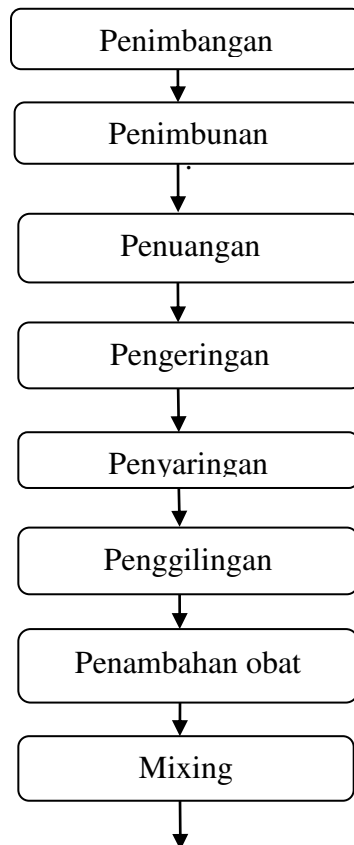 Penimbangan
Penimbunan
Penuangan
Pengeringan
Penyaringan
Penggilingan
Penambahan obat
Mixing